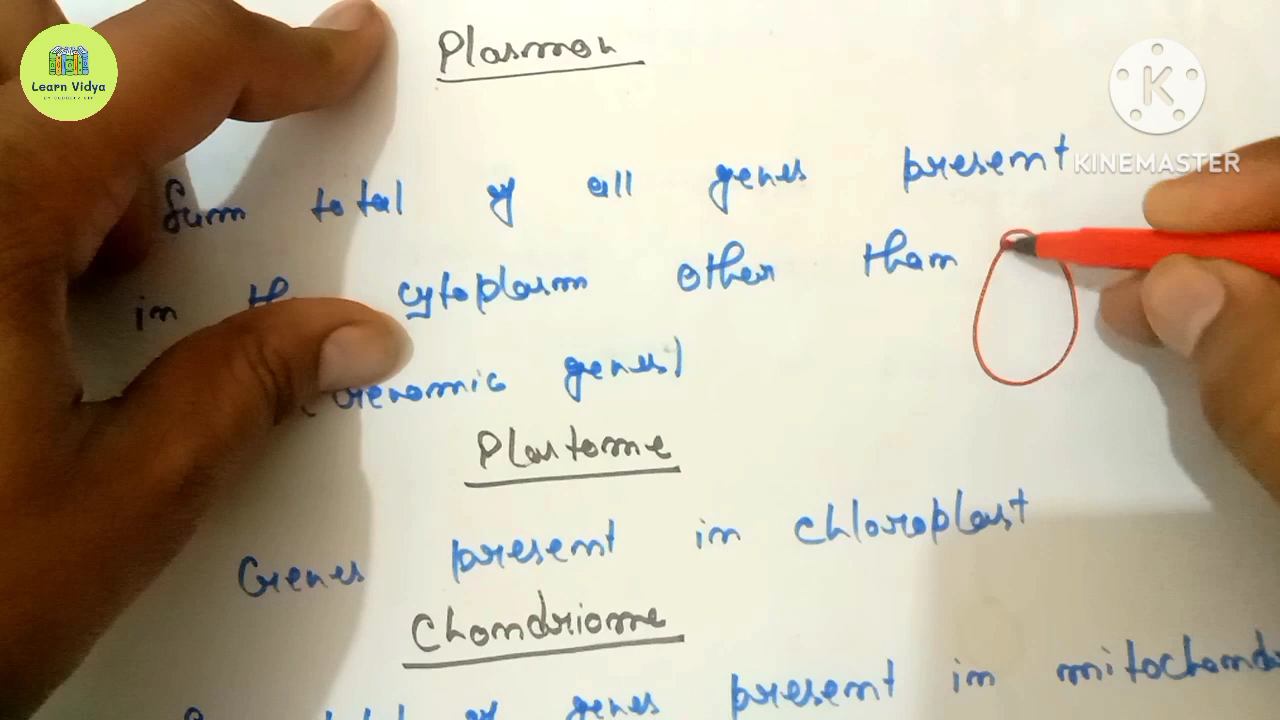 Learn Vidya
KINEMASTER
Plasmon
Sum total of all genes present
in the cytoplasm other than
genes)
Plastome
Genes present in chloroplast
Chondriome
of genes present in